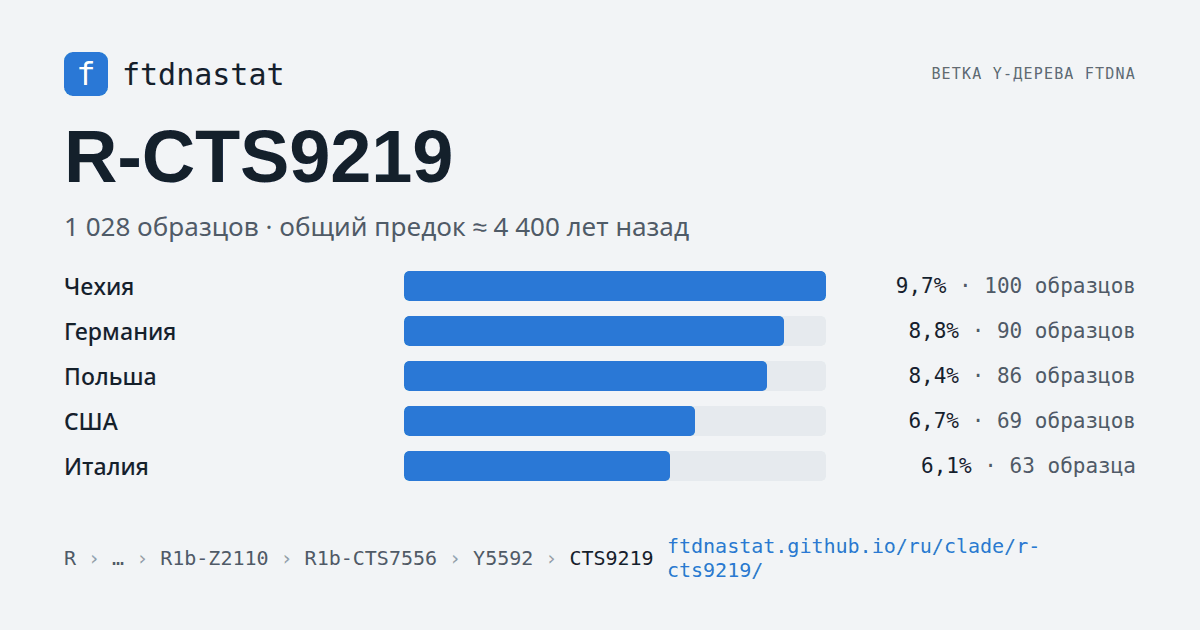 f ftdnastat
ВЕТКА Y-ДЕРЕВА FTDNA
R-CTS9219
1 028 образцов · общий предок ≈ 4 400 лет назад
Чехия 9,7% · 100 образцов
Германия 8,8% · 90 образцов
Польша 8,4% · 86 образцов
США 6,7% · 69 образцов
Италия 6,1% · 63 образца
R › … › R1b-Z2110 › R1b-CTS7556 › Y5592 › CTS9219
ftdnastat.github.io/ru/clade/r-
cts9219/